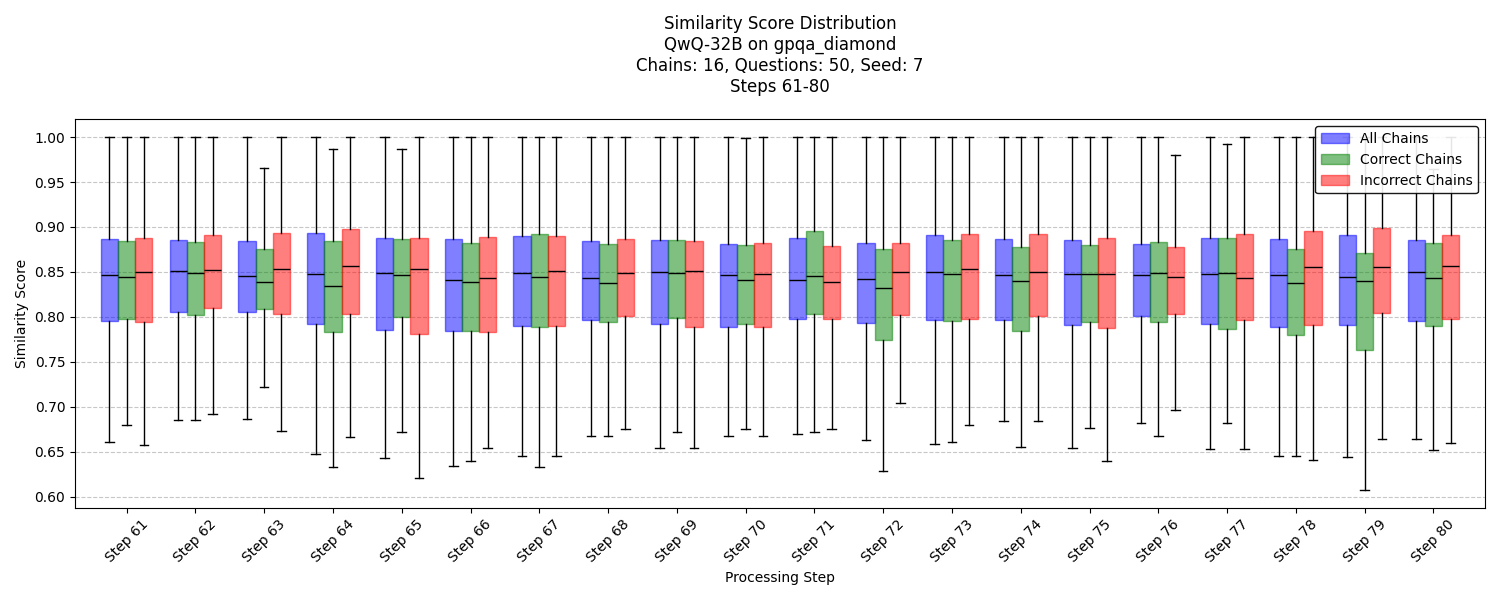 Similarity Score Distribution
QwQ-32B on gpqa_diamond
Chains: 16, Questions: 50, Seed: 7
Steps 61-80
All Chains
Correct Chains
Incorrect Chains
Similarity Score
1.00
0.95
0.90
0.85
0.80
0.75
0.70
0.65
0.60
Step 61
Step 62
Step 63
Step 64
Step 65
Step 66
Step 67
Step 68
Step 69
Step 70
Step 71
Step 72
Step 73
Step 74
Step 75
Step 76
Step 77
Step 78
Step 79
Step 80
Processing Step